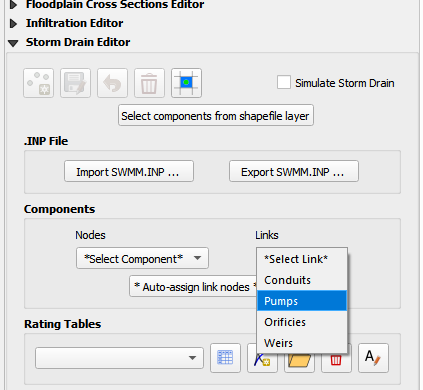 Floodplain Cross Sections Editor
Infiltration Editor
Storm Drain Editor
Simulate Storm Drain
Select components from shapefile layer
.INP File
Import SWMM.INP ...
Export SWMM.INP ...
Components
Nodes
Links
*Select Component*
*Select Link*
Conduits
Pumps
Orificies
Weirs
* Auto-assign link nodes *
Rating Tables